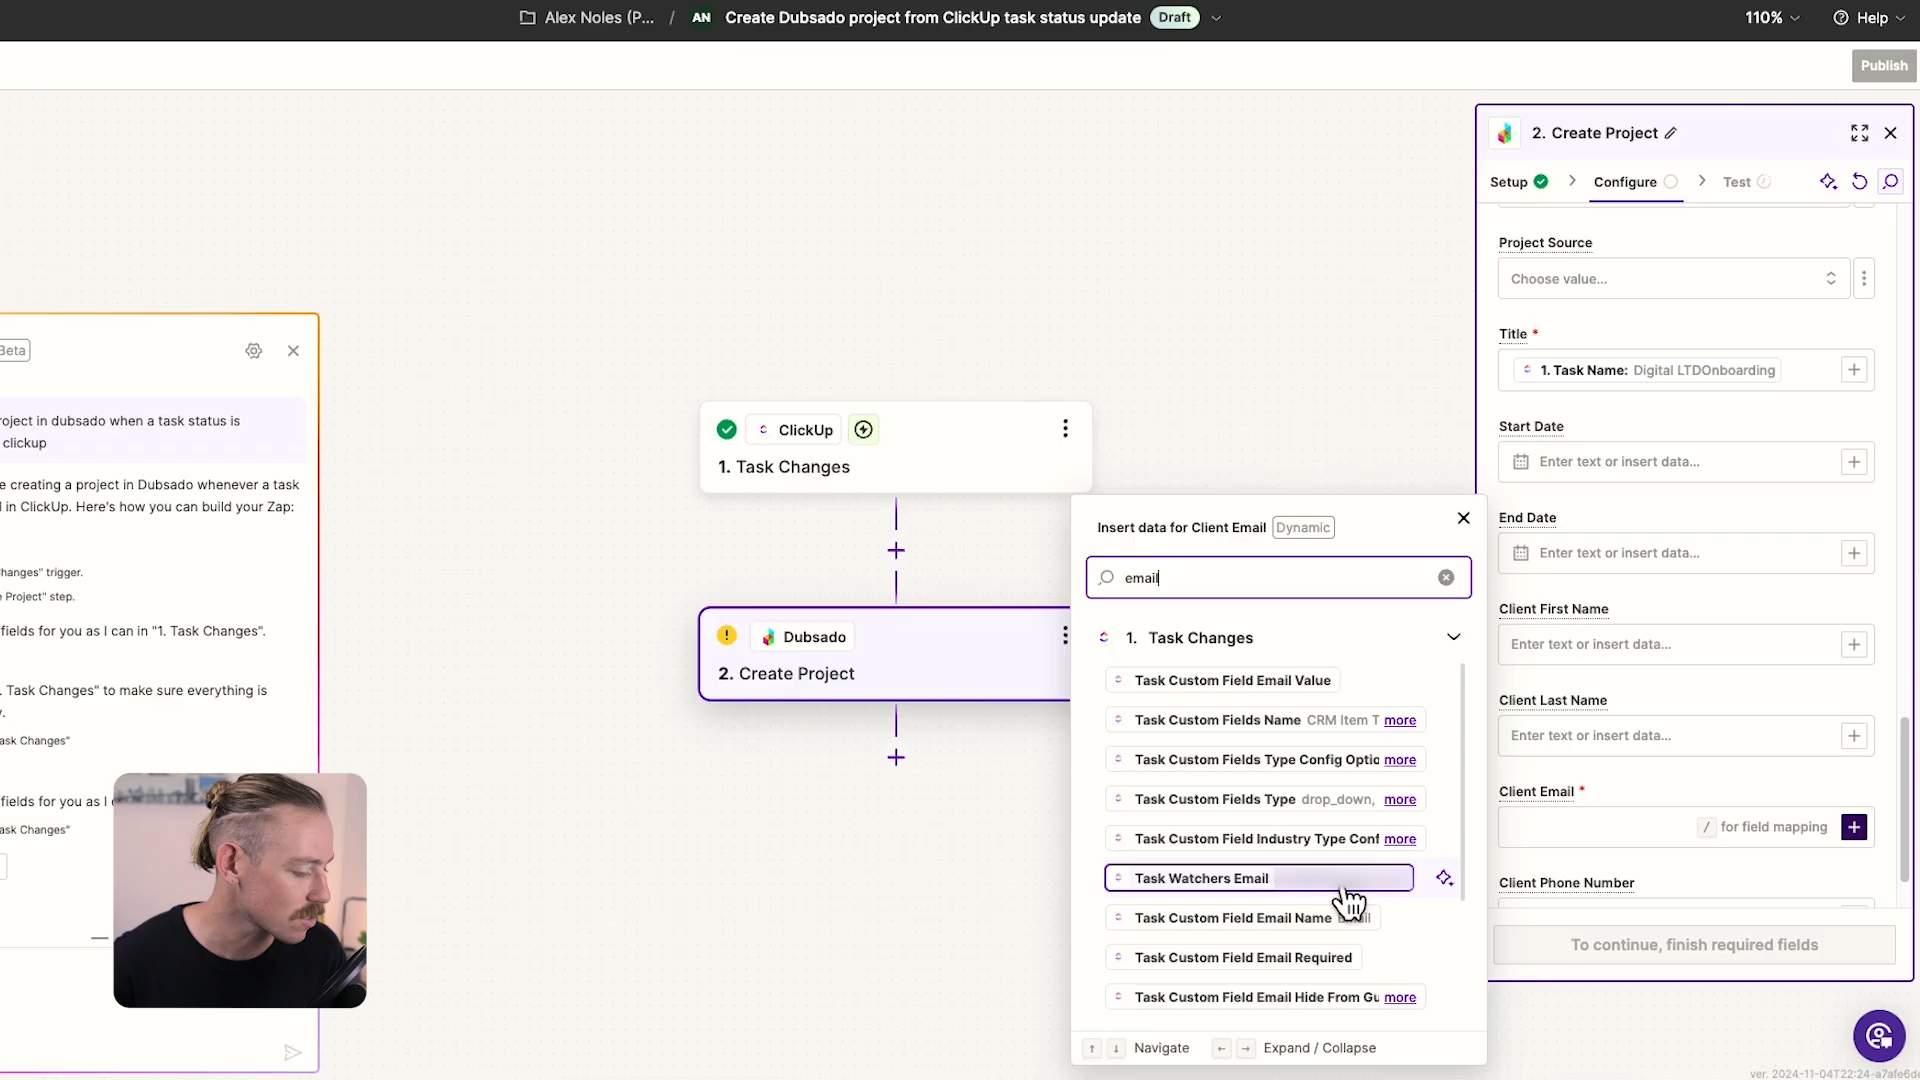 Alex Noles (P... / AN Create Dubsado project from ClickUp task status update Draft
110% Help
Publish
2. Create Project
Setup Configure Test
Project Source
Choose value...
Title *
1. Task Name: Digital LTDOnboarding
Start Date
Enter text or insert data...
End Date
Enter text or insert data...
Client First Name
Enter text or insert data...
Client Last Name
Enter text or insert data...
Client Email *
/ for field mapping
Client Phone Number
To continue, finish required fields
Beta
roject in dubsado when a task status is
clickup
e creating a project in Dubsado whenever a task
in ClickUp. Here's how you can build your Zap:
hanges" trigger.
e Project" step.
fields for you as I can in "1. Task Changes".
. Task Changes" to make sure everything is
y.
ask Changes"
fields for you as I
ask Changes"
ClickUp
1. Task Changes
Dubsado
2. Create Project
Insert data for Client Email Dynamic
email
1. Task Changes
Task Custom Field Email Value
Task Custom Fields Name CRM Item T more
Task Custom Fields Type Config Optio more
Task Custom Fields Type drop_down, more
Task Custom Field Industry Type Conf more
Task Watchers Email
Task Custom Field Email Name
Task Custom Field Email Required
Task Custom Field Email Hide From Gu more
↑ ↓ Navigate ← → Expand / Collapse
ver. 2024-11-04T22:24-a7afe6de